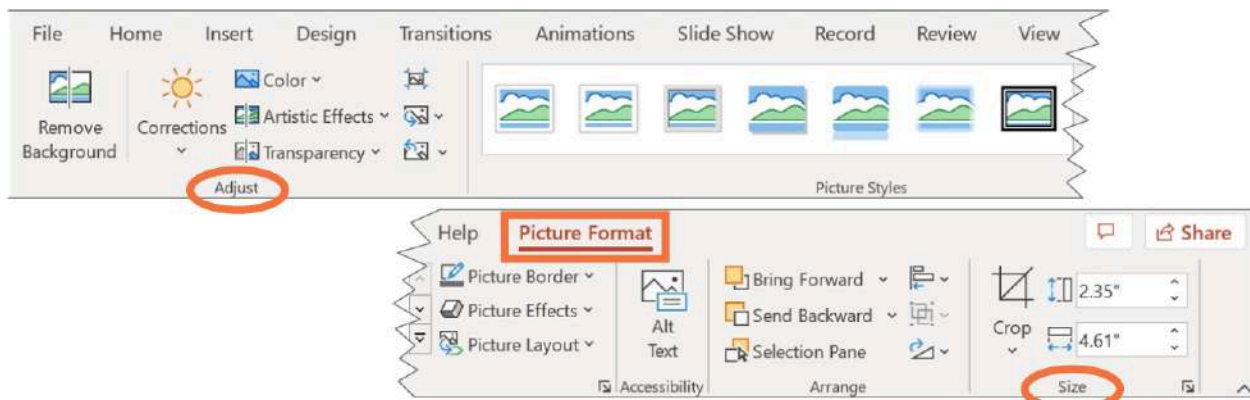 File Home Insert Design Transitions Animations Slide Show Record Review View
Remove
Background
Corrections
Color
Artistic Effects
Transparency
Adjust
Picture Styles
Help Picture Format Share
Picture Border
Picture Effects
Picture Layout
Alt
Text
Accessibility
Bring Forward
Send Backward
Selection Pane
Arrange
Crop
2.35"
4.61"
Size